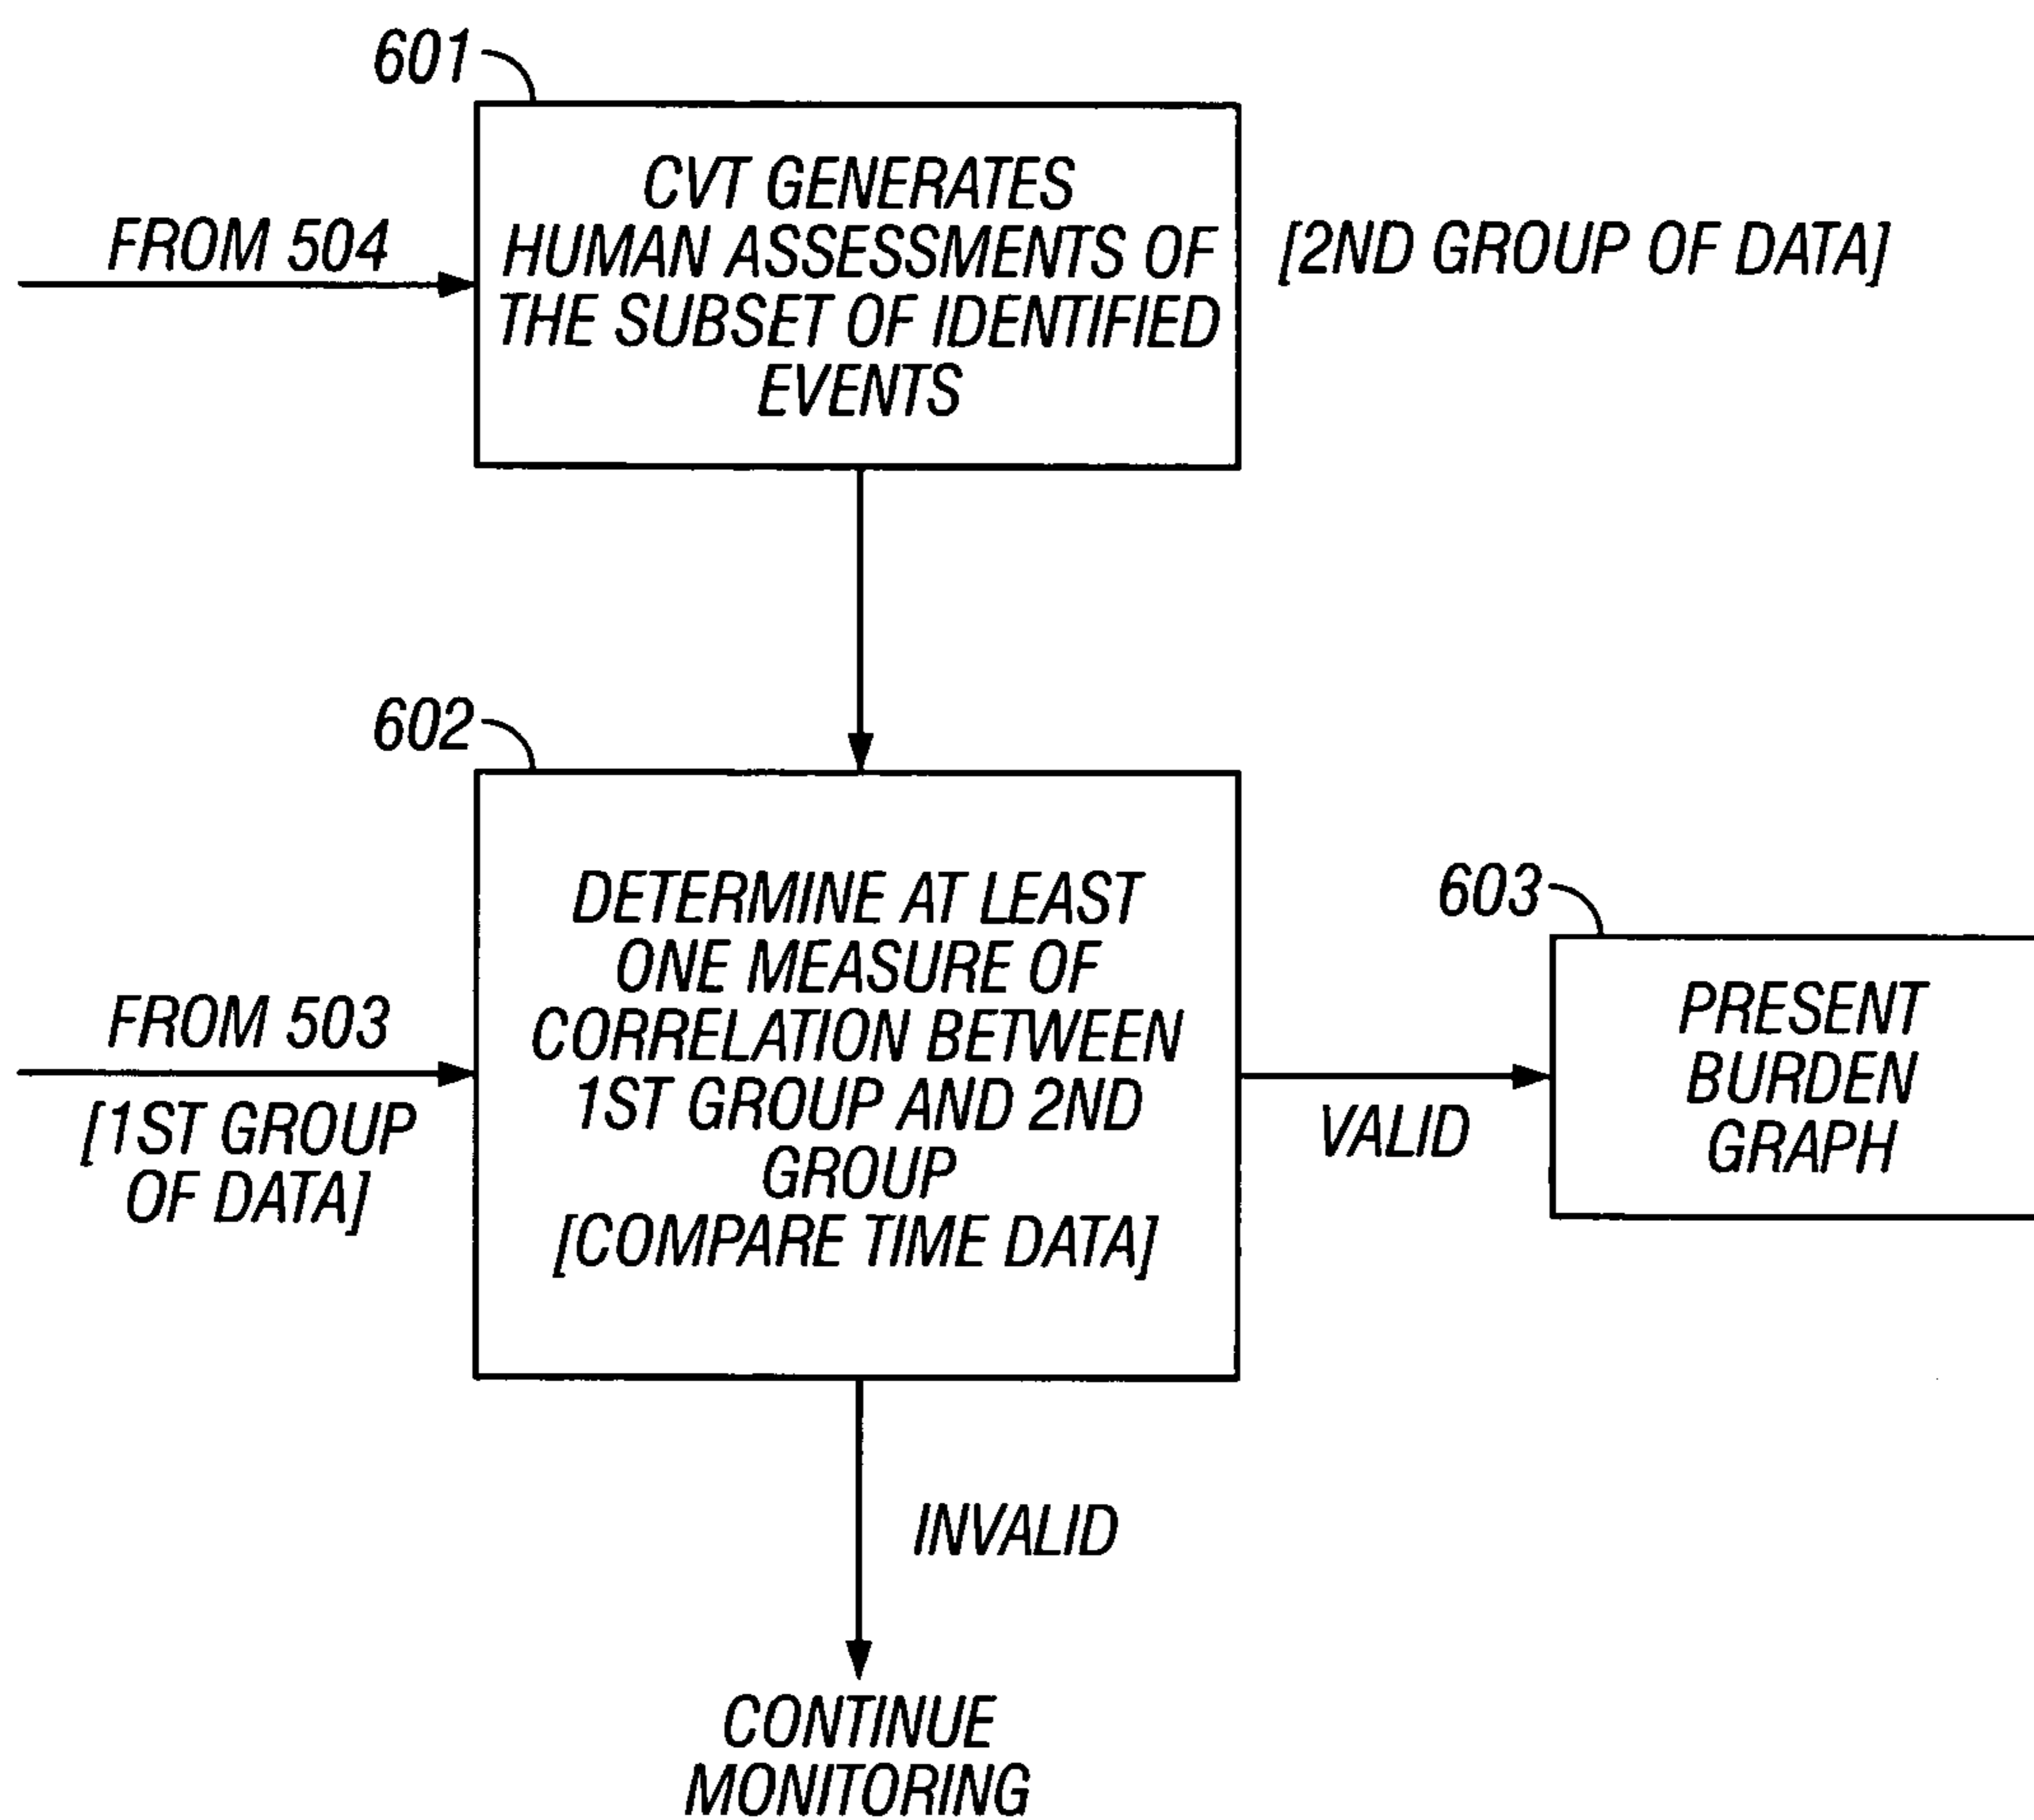 601
CVT GENERATES
HUMAN ASSESSMENTS OF
THE SUBSET OF IDENTIFIED
EVENTS
FROM 504
[2ND GROUP OF DATA]
602
DETERMINE AT LEAST
ONE MEASURE OF
CORRELATION BETWEEN
1ST GROUP AND 2ND
GROUP
[COMPARE TIME DATA]
FROM 503
[1ST GROUP
OF DATA]
VALID
603
PRESENT
BURDEN
GRAPH
INVALID
CONTINUE
MONITORING